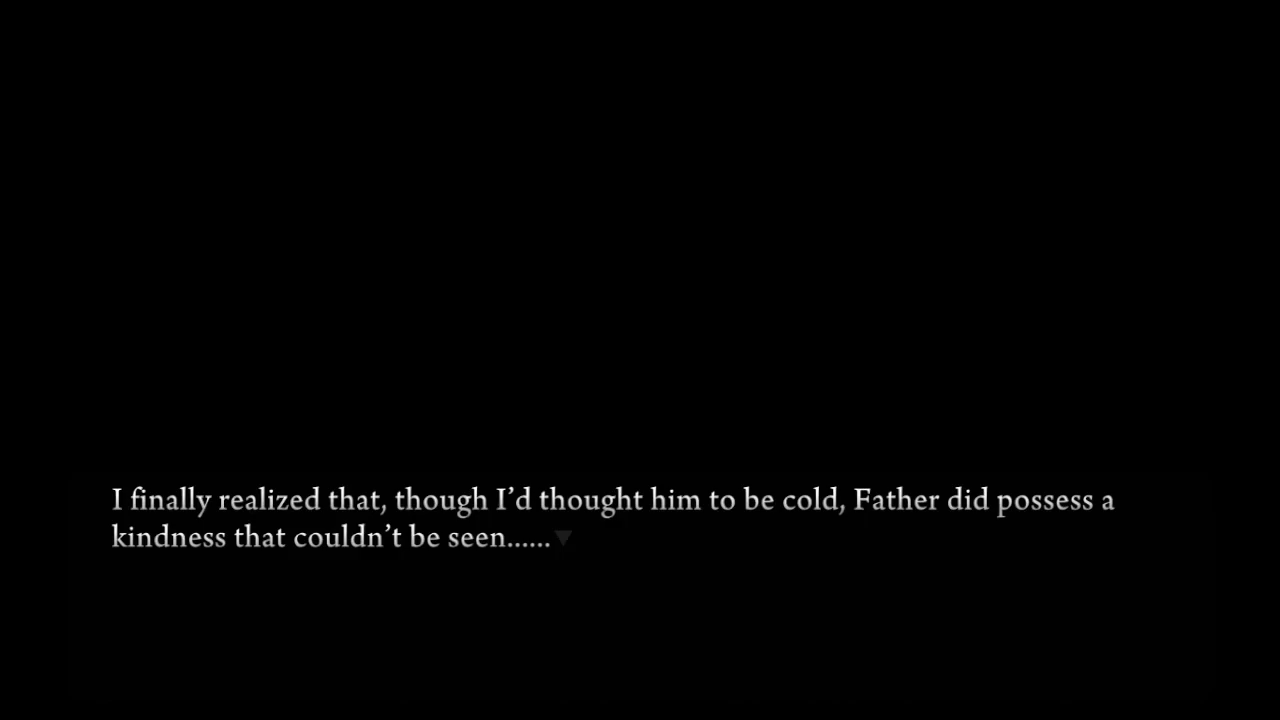 I finally realized that, though I’d thought him to be cold, Father did possess a
kindness that couldn’t be seen......